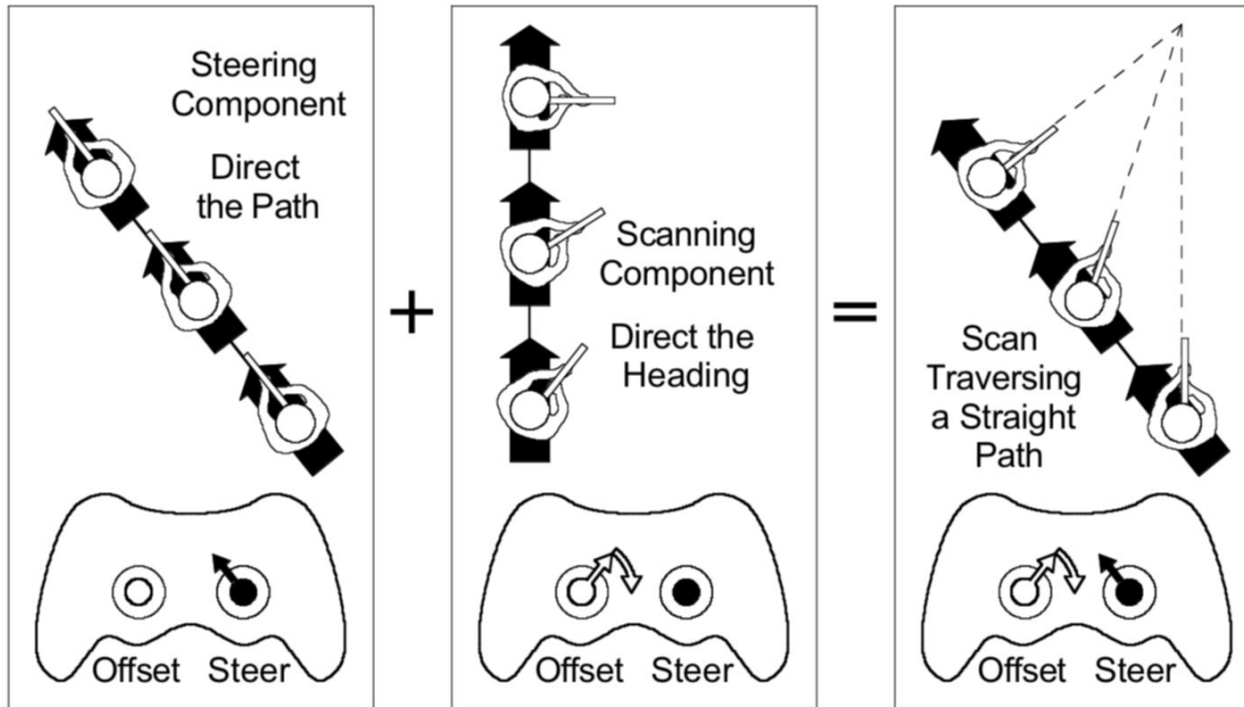 Steering
Component
Direct
the Path
Offset Steer
+
Scanning
Component
Direct the
Heading
Offset Steer
=
Scan
Traversing
a Straight
Path
Offset Steer